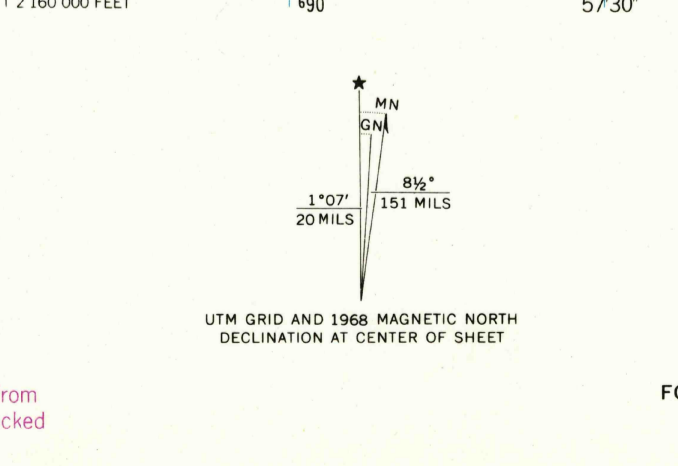 2 160 000 FEET
690
57'30"
MN
GN
8½°
151 MILS
1°07'
20 MILS
UTM GRID AND 1968 MAGNETIC NORTH
DECLINATION AT CENTER OF SHEET
rom
cked